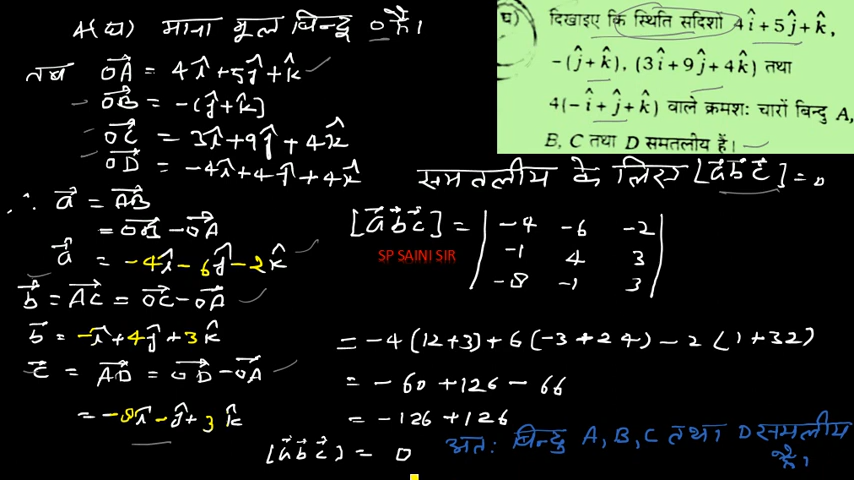 4(घ) माना मूल बिन्दु O है।
तब OA = 4î+5ĵ+k̂
OB = -(ĵ+k̂)
OC = 3î+9ĵ+4k̂
OD = -4î+4ĵ+4k̂
∴ a = AB
= OB - OA
a = -4î-6ĵ-2k̂
b = AC = OC - OA
b = -î+4ĵ+3k̂
c = AD = OD - OA
= -8î-ĵ+3k̂
घ) दिखाइए कि स्थिति सदिशों 4î+5ĵ+k̂,
-(ĵ+k̂), (3î+9ĵ+4k̂) तथा
4(-î+ĵ+k̂) वाले क्रमशः चारों बिन्दु A,
B, C तथा D समतलीय हैं।
समतलीय के लिए [a b c] = 0
[a b c] = | -4 -6 -2 |
| -1 4 3 |
| -8 -1 3 |
SP SAINI SIR
= -4(12+3)+6(-3+24)-2(1+32)
= -60+126-66
= -126+126
[a b c] = 0
अतः बिन्दु A, B, C तथा D समतलीय
है।